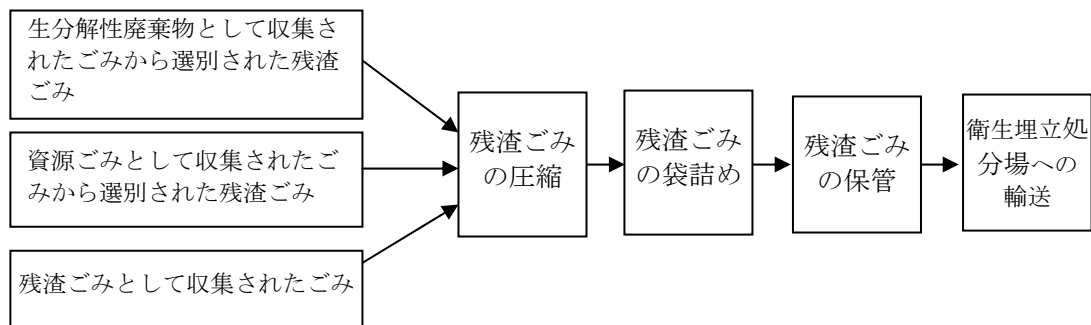 生分解性廃棄物として収集さ
れたごみから選別された残渣
ごみ
資源ごみとして収集されたご
みから選別された残渣ごみ
残渣ごみとして収集されたごみ
残渣ごみ
の圧縮
残渣ごみ
の袋詰め
残渣ごみ
の保管
衛生埋立処
分場への
輸送